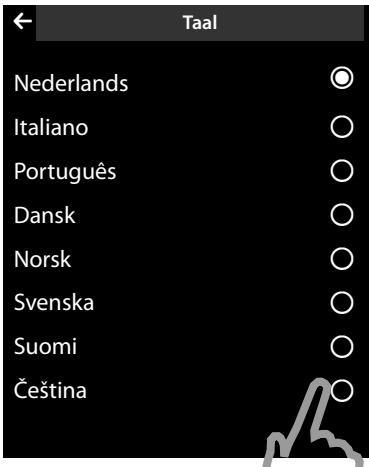 Taal
Nederlands
Italiano
Português
Dansk
Norsk
Svenska
Suomi
Čeština